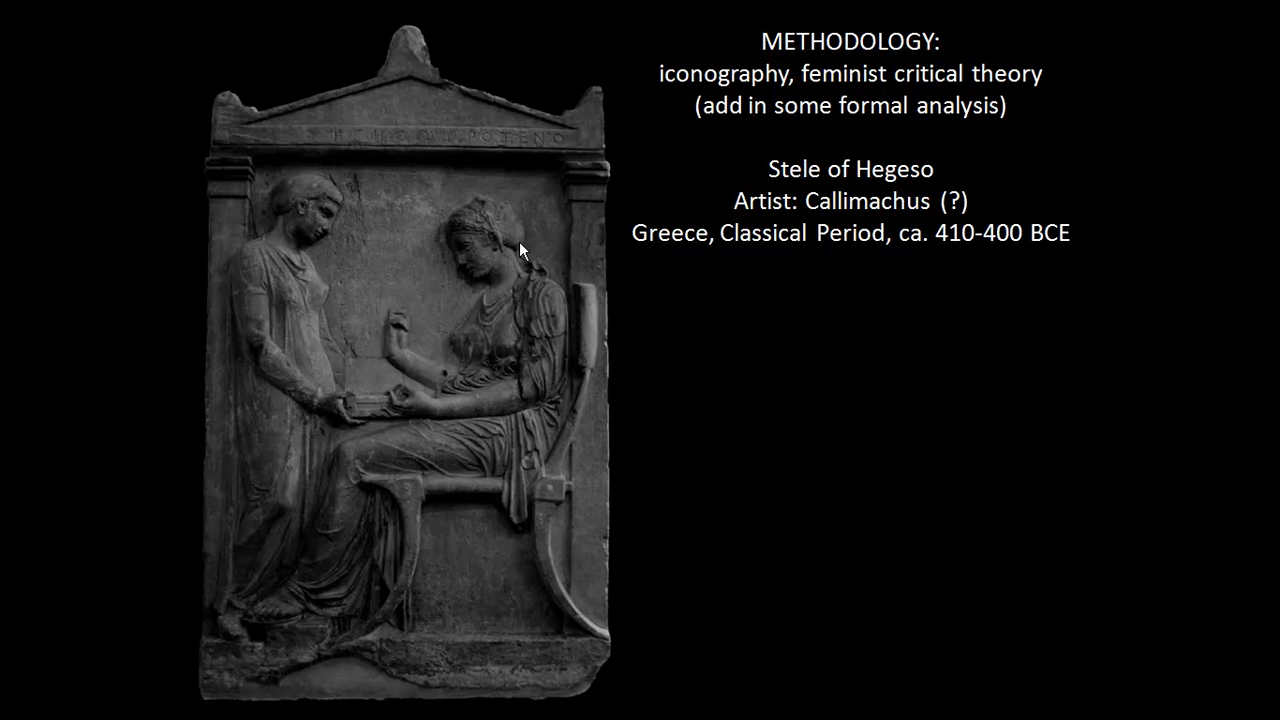 METHODOLOGY:
iconography, feminist critical theory
(add in some formal analysis)
Stele of Hegeso
Artist: Callimachus (?)
Greece, Classical Period, ca. 410-400 BCE